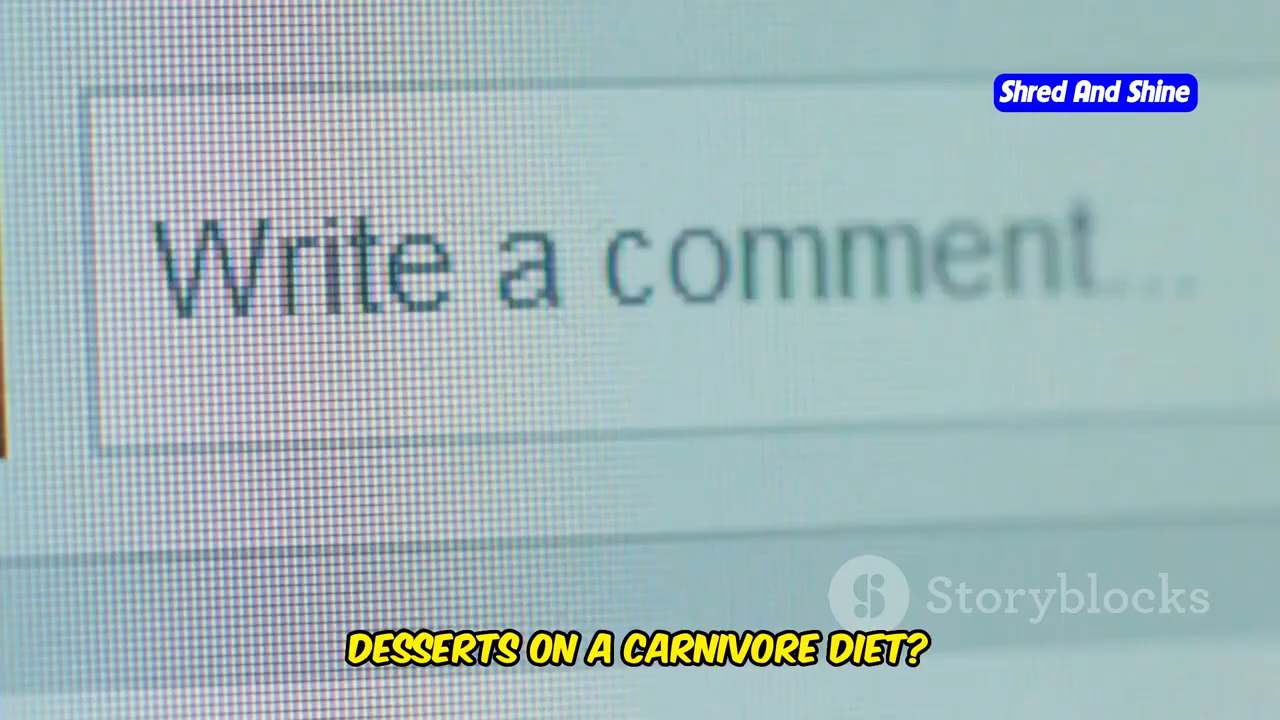 Shred And Shine
Write a comment...
Storyblocks
DESSERTS ON A CARNIVORE DIET?